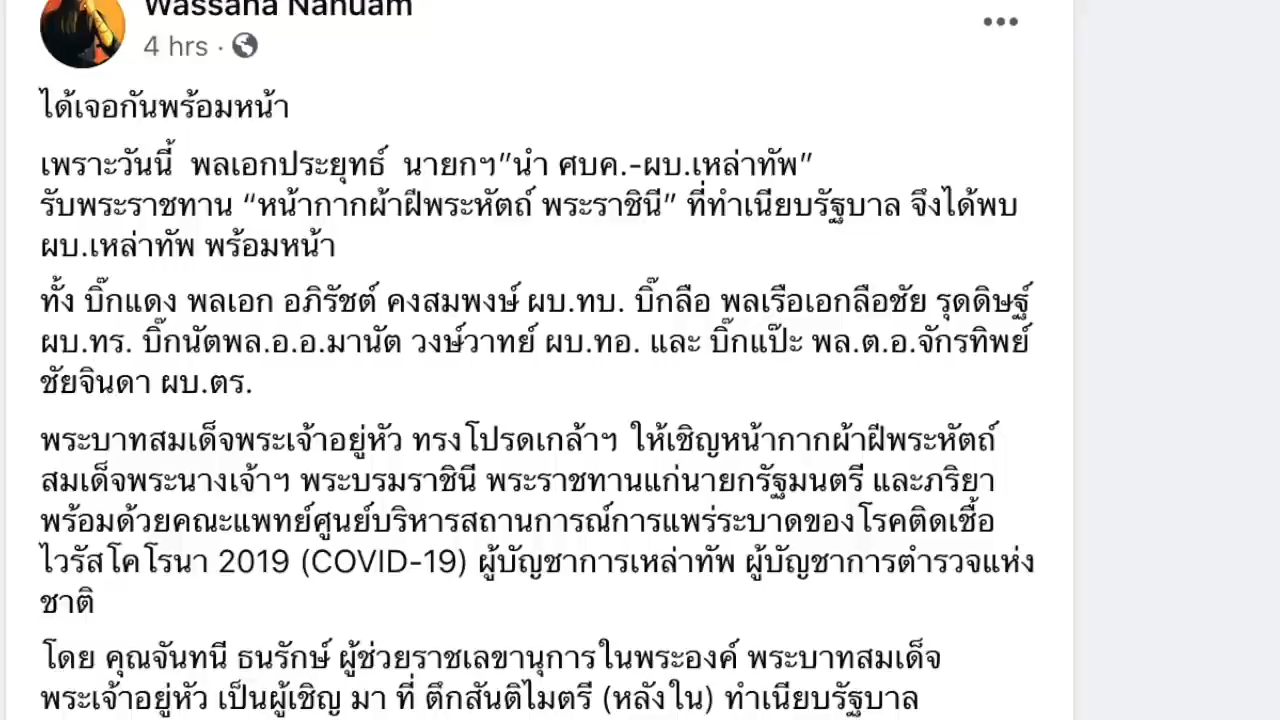 Wassana Nanuam
4 hrs ·
ได้เจอกันพร้อมหน้า
เพราะวันนี้ พลเอกประยุทธ์ นายกฯ”นำ ศบค.-ผบ.เหล่าทัพ”
รับพระราชทาน “หน้ากากผ้าฝีพระหัตถ์ พระราชินี” ที่ทำเนียบรัฐบาล จึงได้พบ
ผบ.เหล่าทัพ พร้อมหน้า
ทั้ง บิ๊กแดง พลเอก อภิรัชต์ คงสมพงษ์ ผบ.ทบ. บิ๊กลือ พลเรือเอกลือชัย รุดดิษฐ์
ผบ.ทร. บิ๊กนัตพล.อ.อ.มานัต วงษ์วาทย์ ผบ.ทอ. และ บิ๊กแป๊ะ พล.ต.อ.จักรทิพย์
ชัยจินดา ผบ.ตร.
พระบาทสมเด็จพระเจ้าอยู่หัว ทรงโปรดเกล้าฯ ให้เชิญหน้ากากผ้าฝีพระหัตถ์
สมเด็จพระนางเจ้าฯ พระบรมราชินี พระราชทานแก่นายกรัฐมนตรี และภริยา
พร้อมด้วยคณะแพทย์ศูนย์บริหารสถานการณ์การแพร่ระบาดของโรคติดเชื้อ
ไวรัสโคโรนา 2019 (COVID-19) ผู้บัญชาการเหล่าทัพ ผู้บัญชาการตำรวจแห่ง
ชาติ
โดย คุณจันทนี ธนรักษ์ ผู้ช่วยราชเลขานุการในพระองค์ พระบาทสมเด็จ
พระเจ้าอยู่หัว เป็นผู้เชิญ มา ที่ ตึกสันติไมตรี (หลังใน) ทำเนียบรัฐบาล